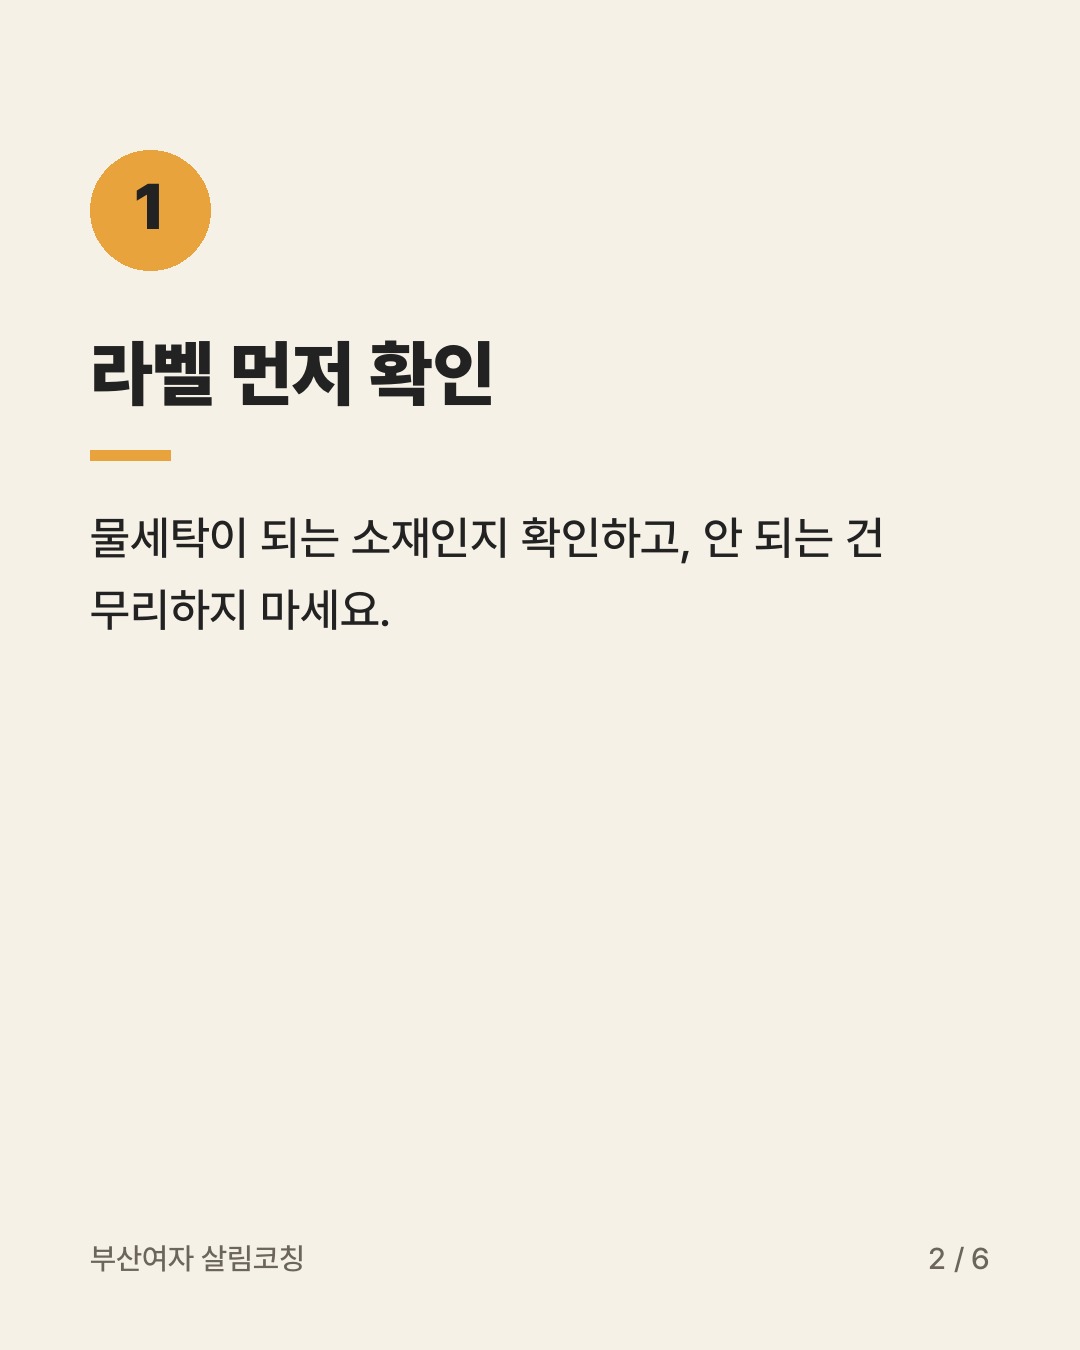 1
라벨 먼저 확인
물세탁이 되는 소재인지 확인하고, 안 되는 건
무리하지 마세요.
부산여자 살림코칭
2 / 6